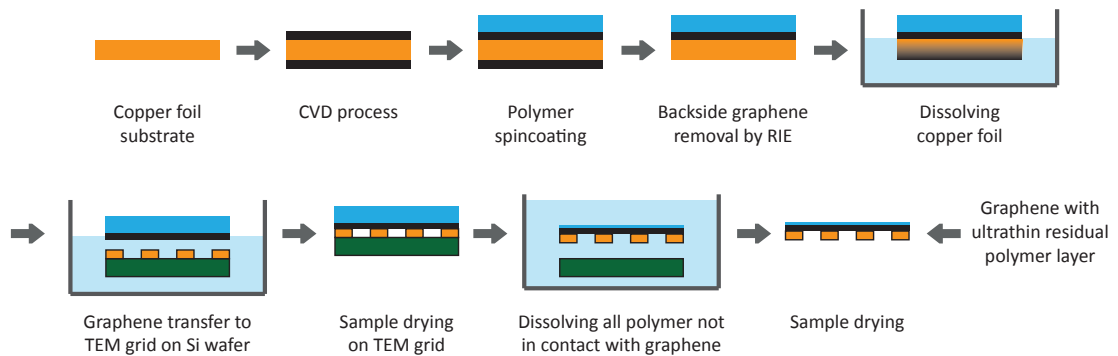 Copper foil
substrate
CVD process
Polymer
spincoating
Backside graphene
removal by RIE
Dissolving
copper foil
Graphene transfer to
TEM grid on Si wafer
Sample drying
on TEM grid
Dissolving all polymer not
in contact with graphene
Sample drying
Graphene with
ultrathin residual
polymer layer